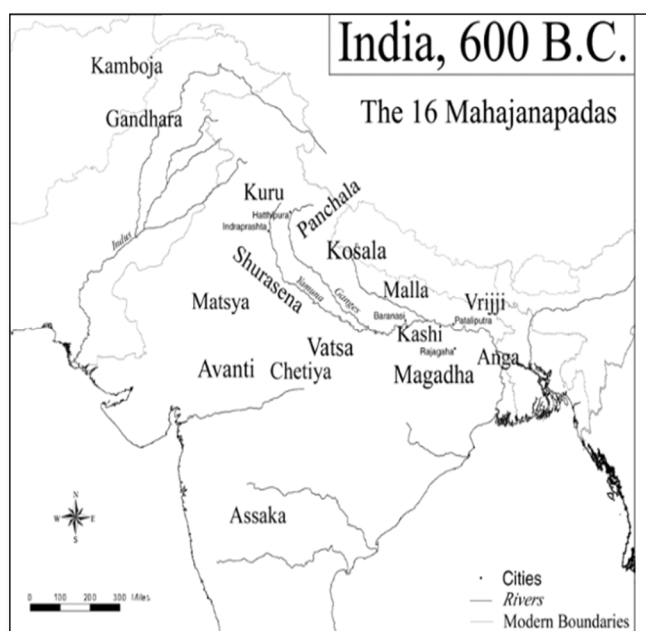 India, 600 B.C.
The 16 Mahajanapadas
Kamboja
Gandhara
Kuru
Hatthipura
Indraprashta
Panchala
Indus
Kosala
Shurasena
Yamuna
Ganges
Malla
Matsya
Vrijji
Baranasi
Pataliputra
Kashi
Vatsa
Rajagaha
Anga
Avanti
Chetiya
Magadha
Assaka
N
W
E
S
0 100 200 300 Miles
Cities
Rivers
Modern Boundaries